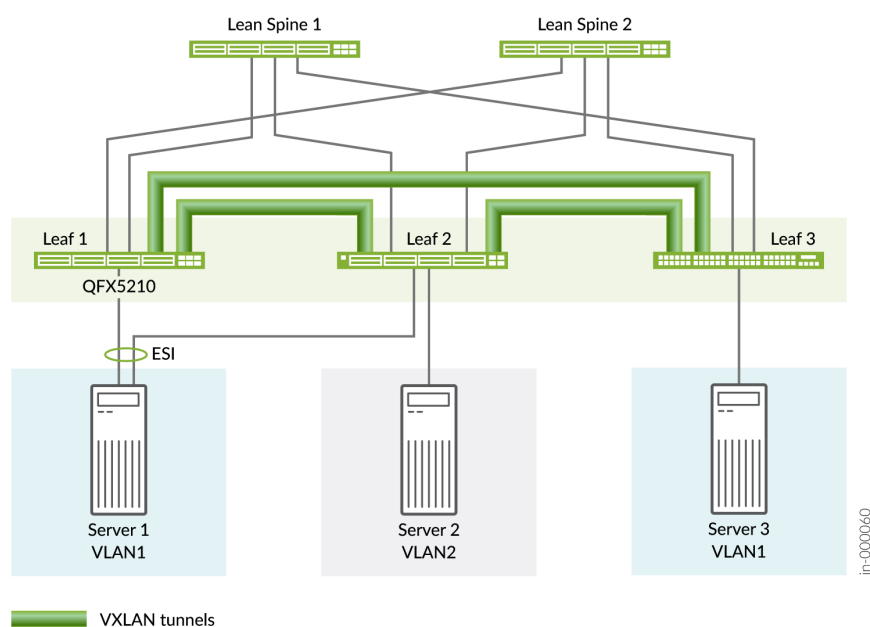 Lean Spine 1
Lean Spine 2
Leaf 1
Leaf 2
Leaf 3
QFX5210
ESI
Server 1
VLAN1
Server 2
VLAN2
Server 3
VLAN1
in-000060
VXLAN tunnels